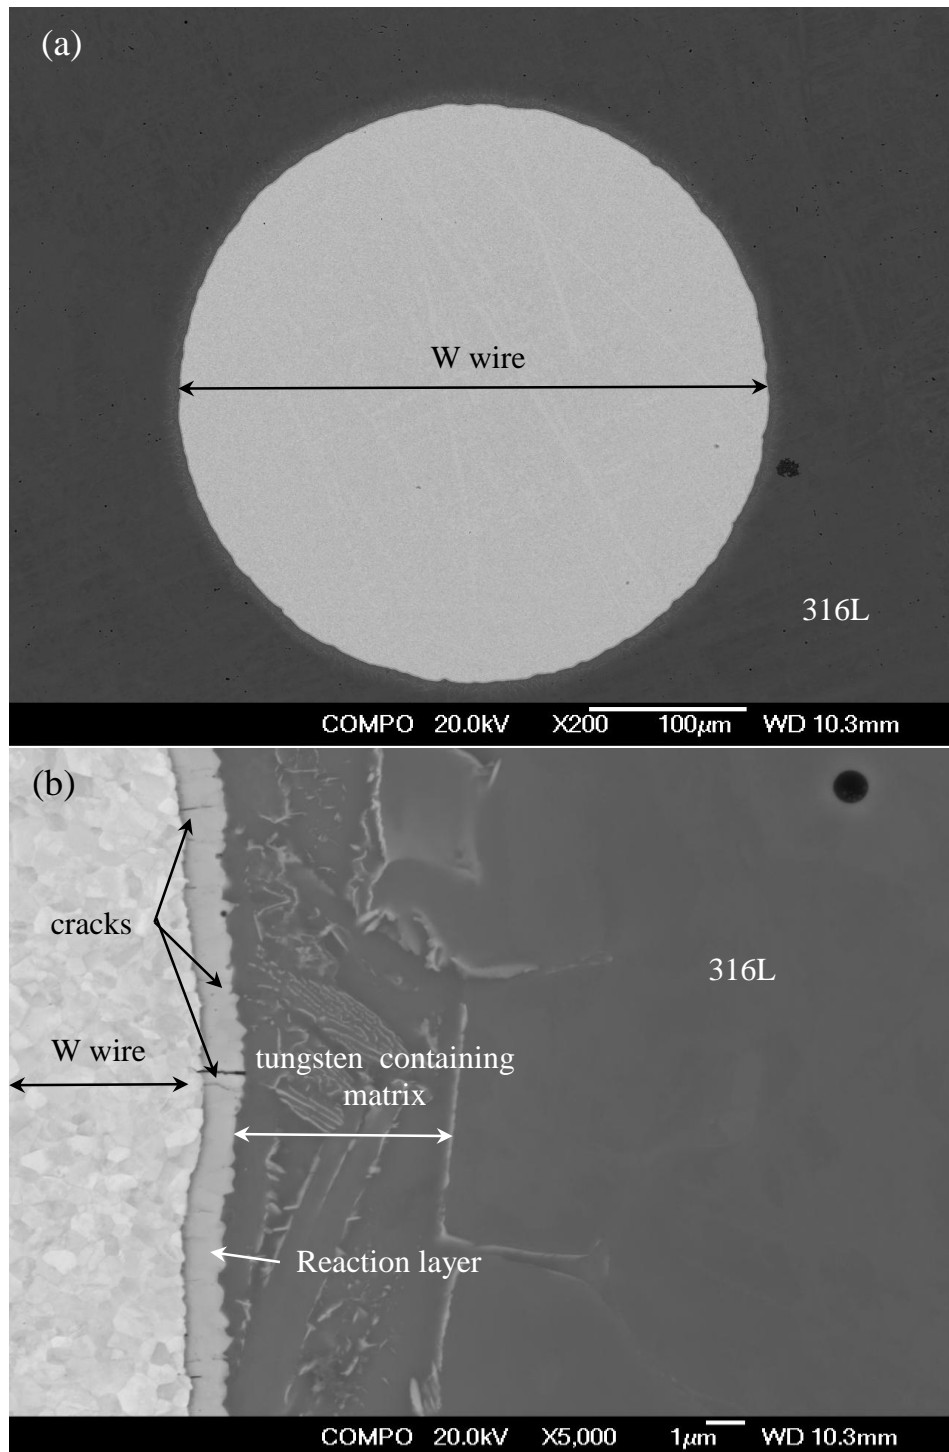 (a)
W wire
316L
COMPO 20.0kV X200 100μm WD 10.3mm
(b)
cracks
316L
W wire
tungsten containing
matrix
Reaction layer
COMPO 20.0kV X5,000 1μm WD 10.3mm